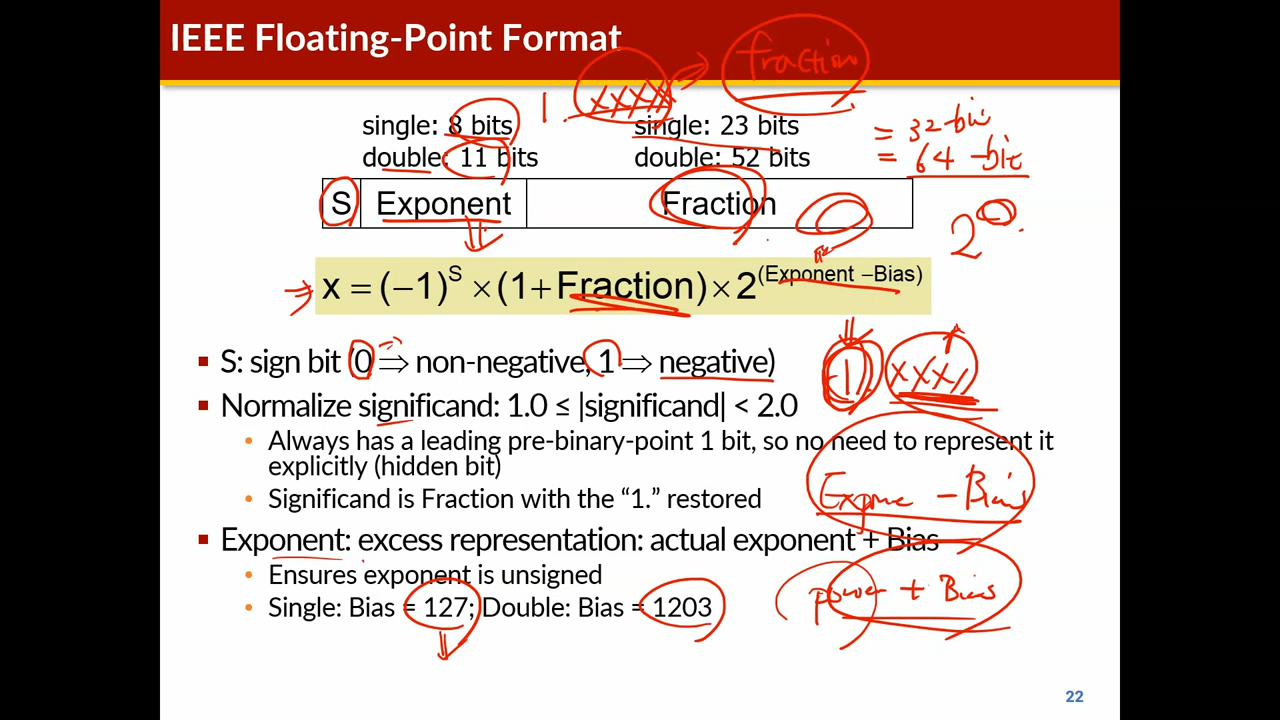 IEEE Floating-Point Format
1. xxxx fraction
single: 8 bits single: 23 bits = 32 bit
double: 11 bits double: 52 bits = 64 bit
S Exponent Fraction
2
x = (−1)^S × (1+Fraction) × 2^(Exponent −Bias)
▪ S: sign bit (0 ⇒ non-negative, 1 ⇒ negative)
▪ Normalize significand: 1.0 ≤ |significand| < 2.0
• Always has a leading pre-binary-point 1 bit, so no need to represent it
explicitly (hidden bit)
• Significand is Fraction with the “1.” restored
- Bias
▪ Exponent: excess representation: actual exponent + Bias
• Ensures exponent is unsigned
power + Bias
• Single: Bias = 127; Double: Bias = 1203
22